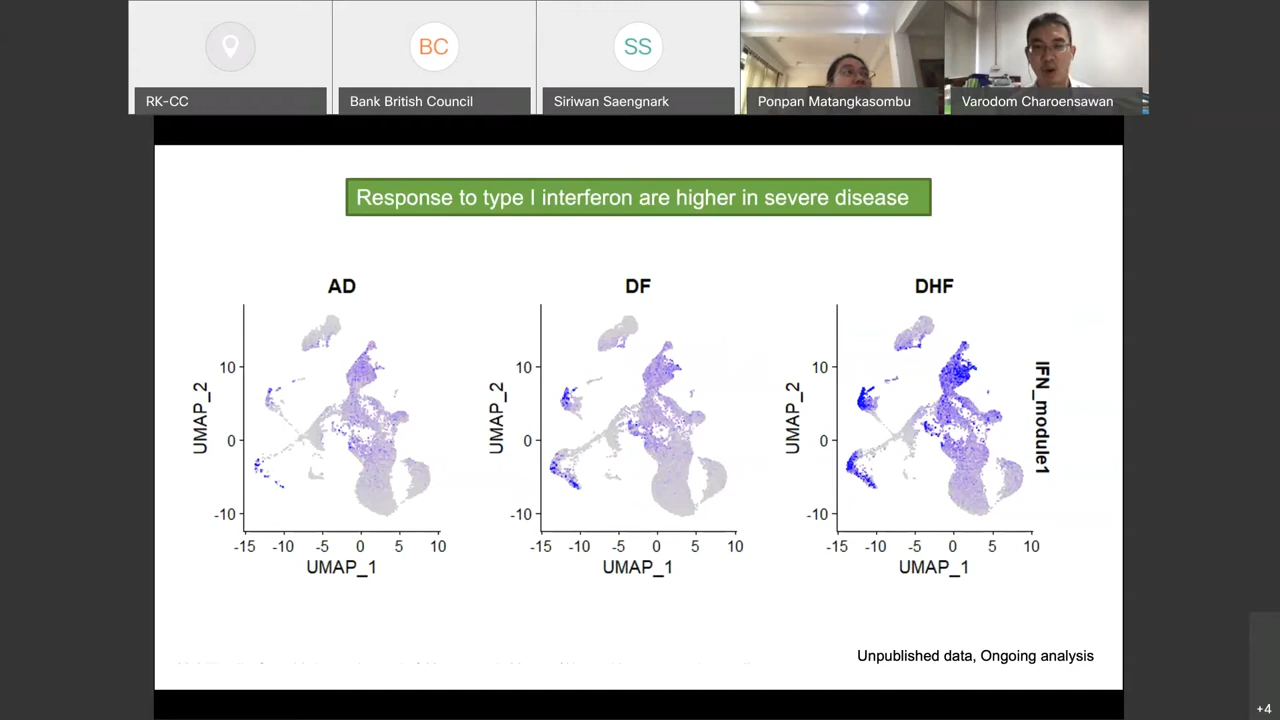 BC
SS
RK-CC
Bank British Council
Siriwan Saengnark
Ponpan Matangkasombu
Varodom Charoensawan
Response to type I interferon are higher in severe disease
AD
DF
DHF
UMAP_2
10
0
-10
-15
-10
-5
0
5
10
UMAP_1
UMAP_2
10
0
-10
-15
-10
-5
0
5
10
UMAP_1
UMAP_2
10
0
-10
-15
-10
-5
0
5
10
UMAP_1
IFN_module1
Unpublished data, Ongoing analysis
+4